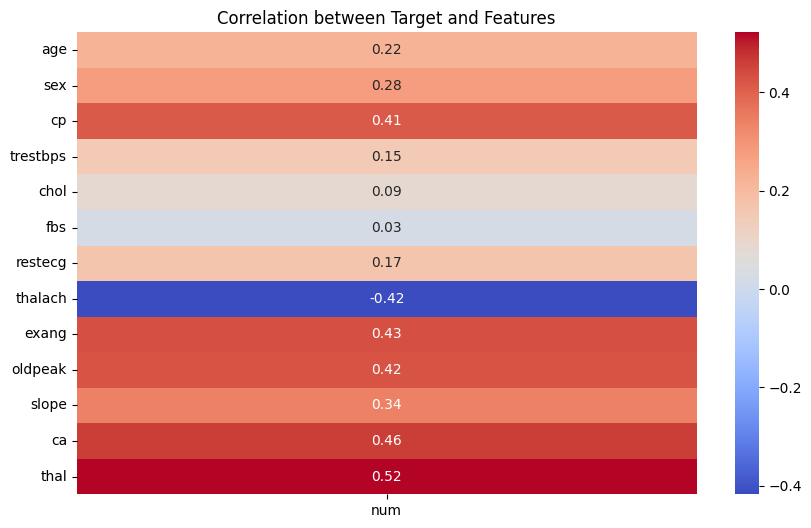 Correlation between Target and Features
age 0.22
sex 0.28
cp 0.41
trestbps 0.15
chol 0.09
fbs 0.03
restecg 0.17
thalach -0.42
exang 0.43
oldpeak 0.42
slope 0.34
ca 0.46
thal 0.52
num
0.4
0.2
0.0
−0.2
−0.4